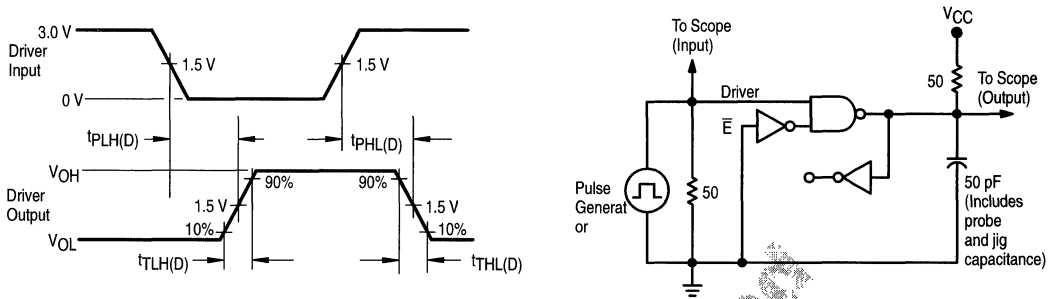 3.0 V
Driver
Input
1.5 V
1.5 V
0 V
tPLH(D)
tPHL(D)
VOH
90%
90%
Driver
Output
1.5 V
1.5 V
10%
10%
VOL
tTLH(D)
tTHL(D)
To Scope
(Input)
VCC
50
To Scope
(Output)
Driver
E̅
Pulse
Generat
or
50
50 pF
(Includes
probe
and jig
capacitance)